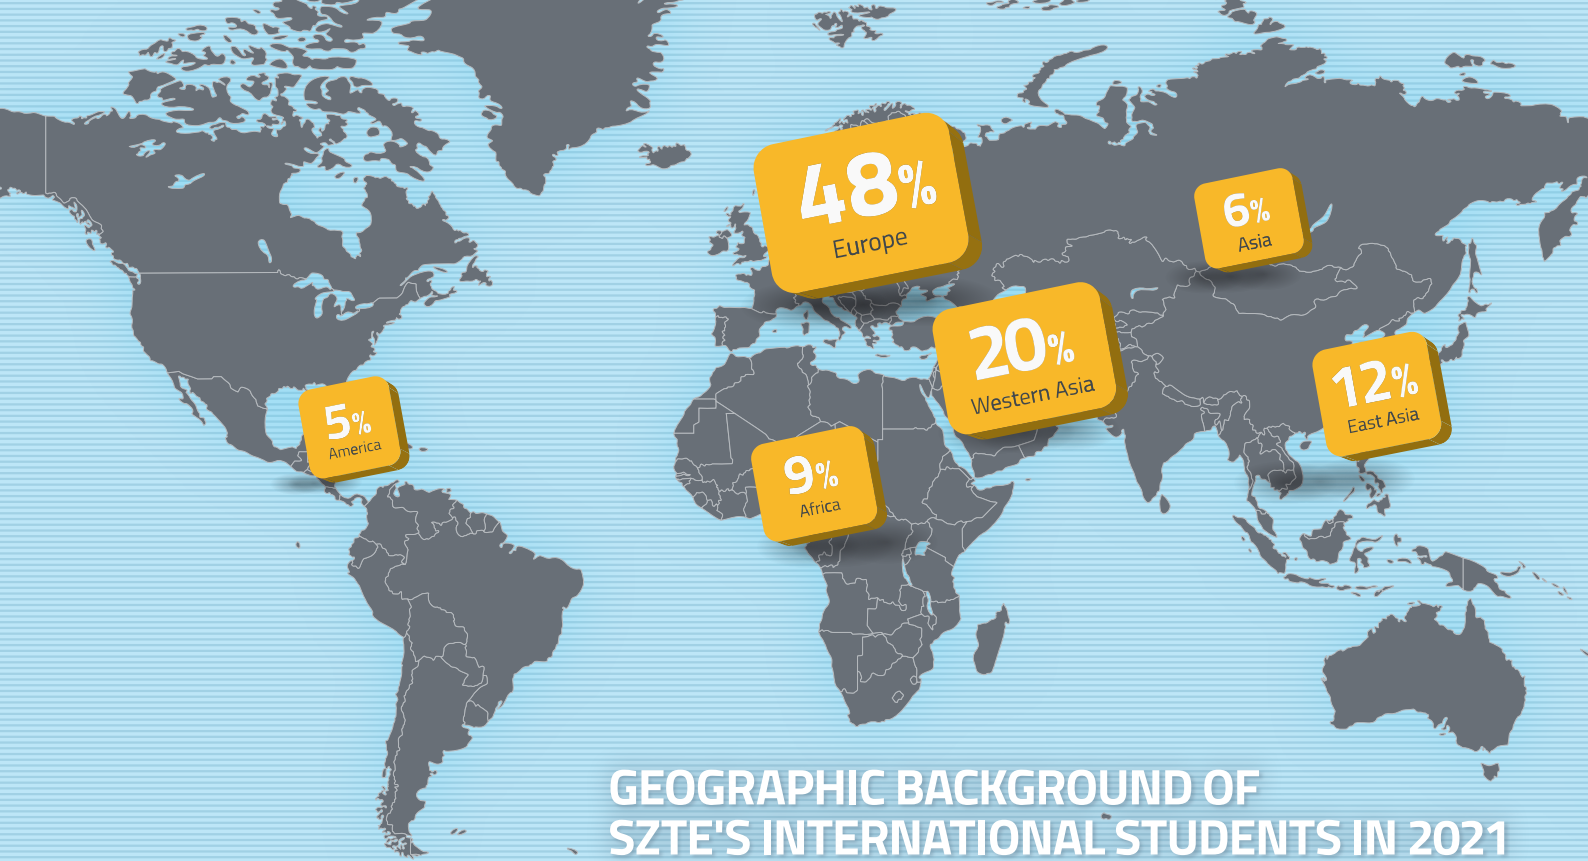 48%
Europe
6%
Asia
20%
Western Asia
12%
East Asia
5%
America
9%
Africa
GEOGRAPHIC BACKGROUND OF
SZTE'S INTERNATIONAL STUDENTS IN 2021